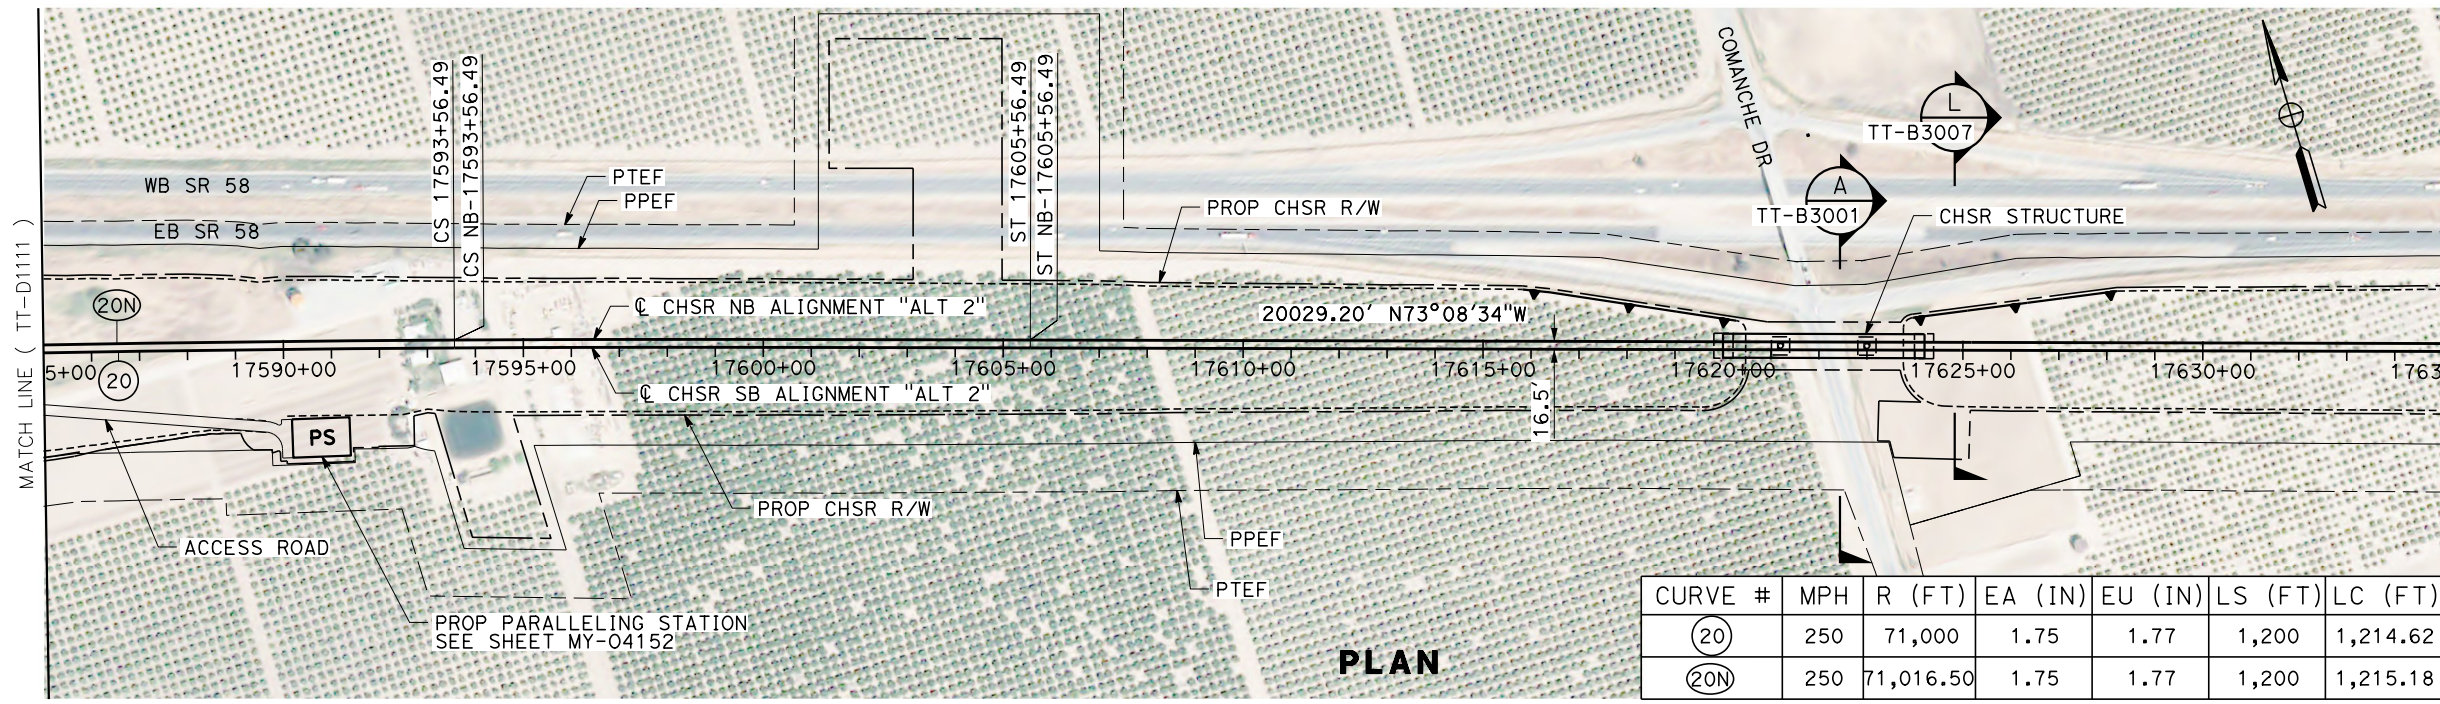 MATCH LINE ( TT-D1111 )
WB SR 58
EB SR 58
20N
20
CS 17593+56.49
CS NB-17593+56.49
PTEF
PPEF
ST 17605+56.49
ST NB-17605+56.49
PROP CHSR R/W
COMANCHE DR
L
TT-B3007
A
TT-B3001
CHSR STRUCTURE
℄ CHSR NB ALIGNMENT "ALT 2"
20029.20' N73°08'34"W
5+00
17590+00
17595+00
17600+00
17605+00
17610+00
17615+00
17620+00
17625+00
17630+00
1763
℄ CHSR SB ALIGNMENT "ALT 2"
16.5'
PS
PROP CHSR R/W
ACCESS ROAD
PPEF
PTEF
PROP PARALLELING STATION
SEE SHEET MY-04152
PLAN
CURVE # MPH R (FT) EA (IN) EU (IN) LS (FT) LC (FT)
20 250 71,000 1.75 1.77 1,200 1,214.62
20N 250 71,016.50 1.75 1.77 1,200 1,215.18